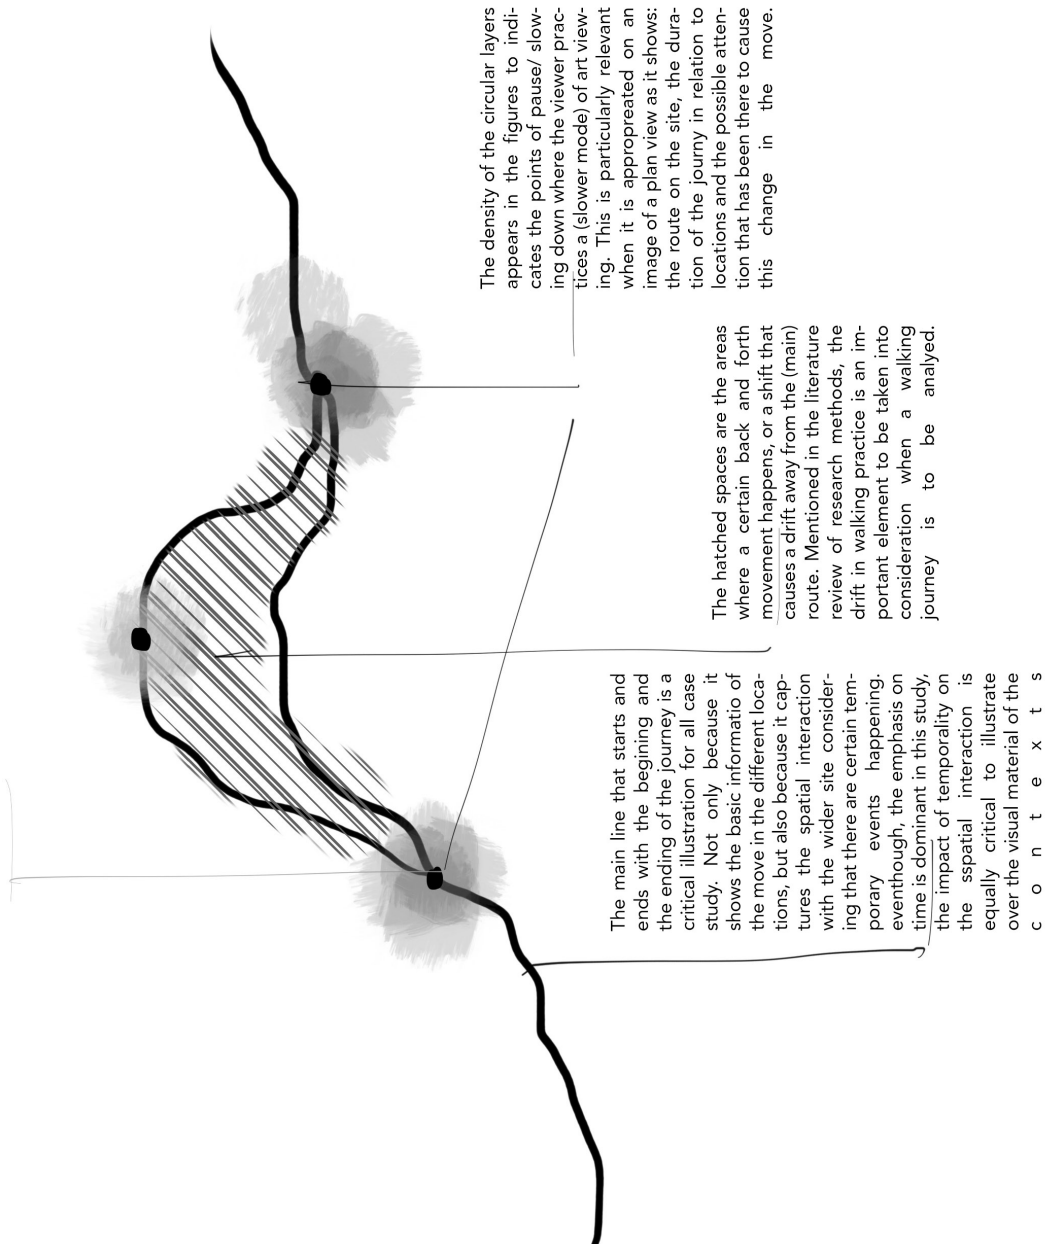 The main line that starts and
ends with the begining and
the ending of the journey is a
critical illustration for all case
study. Not only because it
shows the basic informatio of
the move in the different loca-
tions, but also because it cap-
tures the spatial interaction
with the wider site consider-
ing that there are certain tem-
porary events happening.
eventhough, the emphasis on
time is dominant in this study,
the impact of temporality on
the sspatial interaction is
equally critical to illustrate
over the visual material of the
c o n t e x t s
The hatched spaces are the areas
where a certain back and forth
movement happens, or a shift that
causes a drift away from the (main)
route. Mentioned in the literature
review of research methods, the
drift in walking practice is an im-
portant element to be taken into
consideration when a walking
journey is to be analyed.
The density of the circular layers
appears in the figures to indi-
cates the points of pause/ slow-
ing down where the viewer prac-
tices a (slower mode) of art view-
ing. This is particularly relevant
when it is appropreated on an
image of a plan view as it shows:
the route on the site, the dura-
tion of the journy in relation to
locations and the possible atten-
tion that has been there to cause
this change in the move.